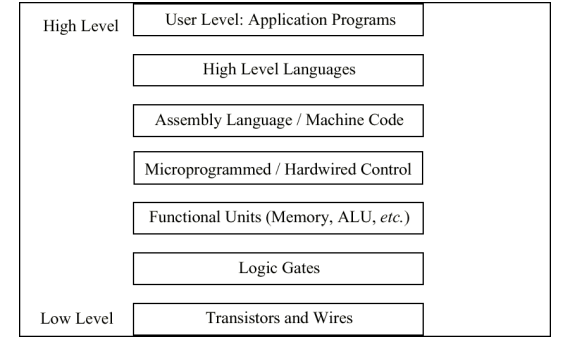 High Level
User Level: Application Programs
High Level Languages
Assembly Language / Machine Code
Microprogrammed / Hardwired Control
Functional Units (Memory, ALU, etc.)
Logic Gates
Low Level
Transistors and Wires